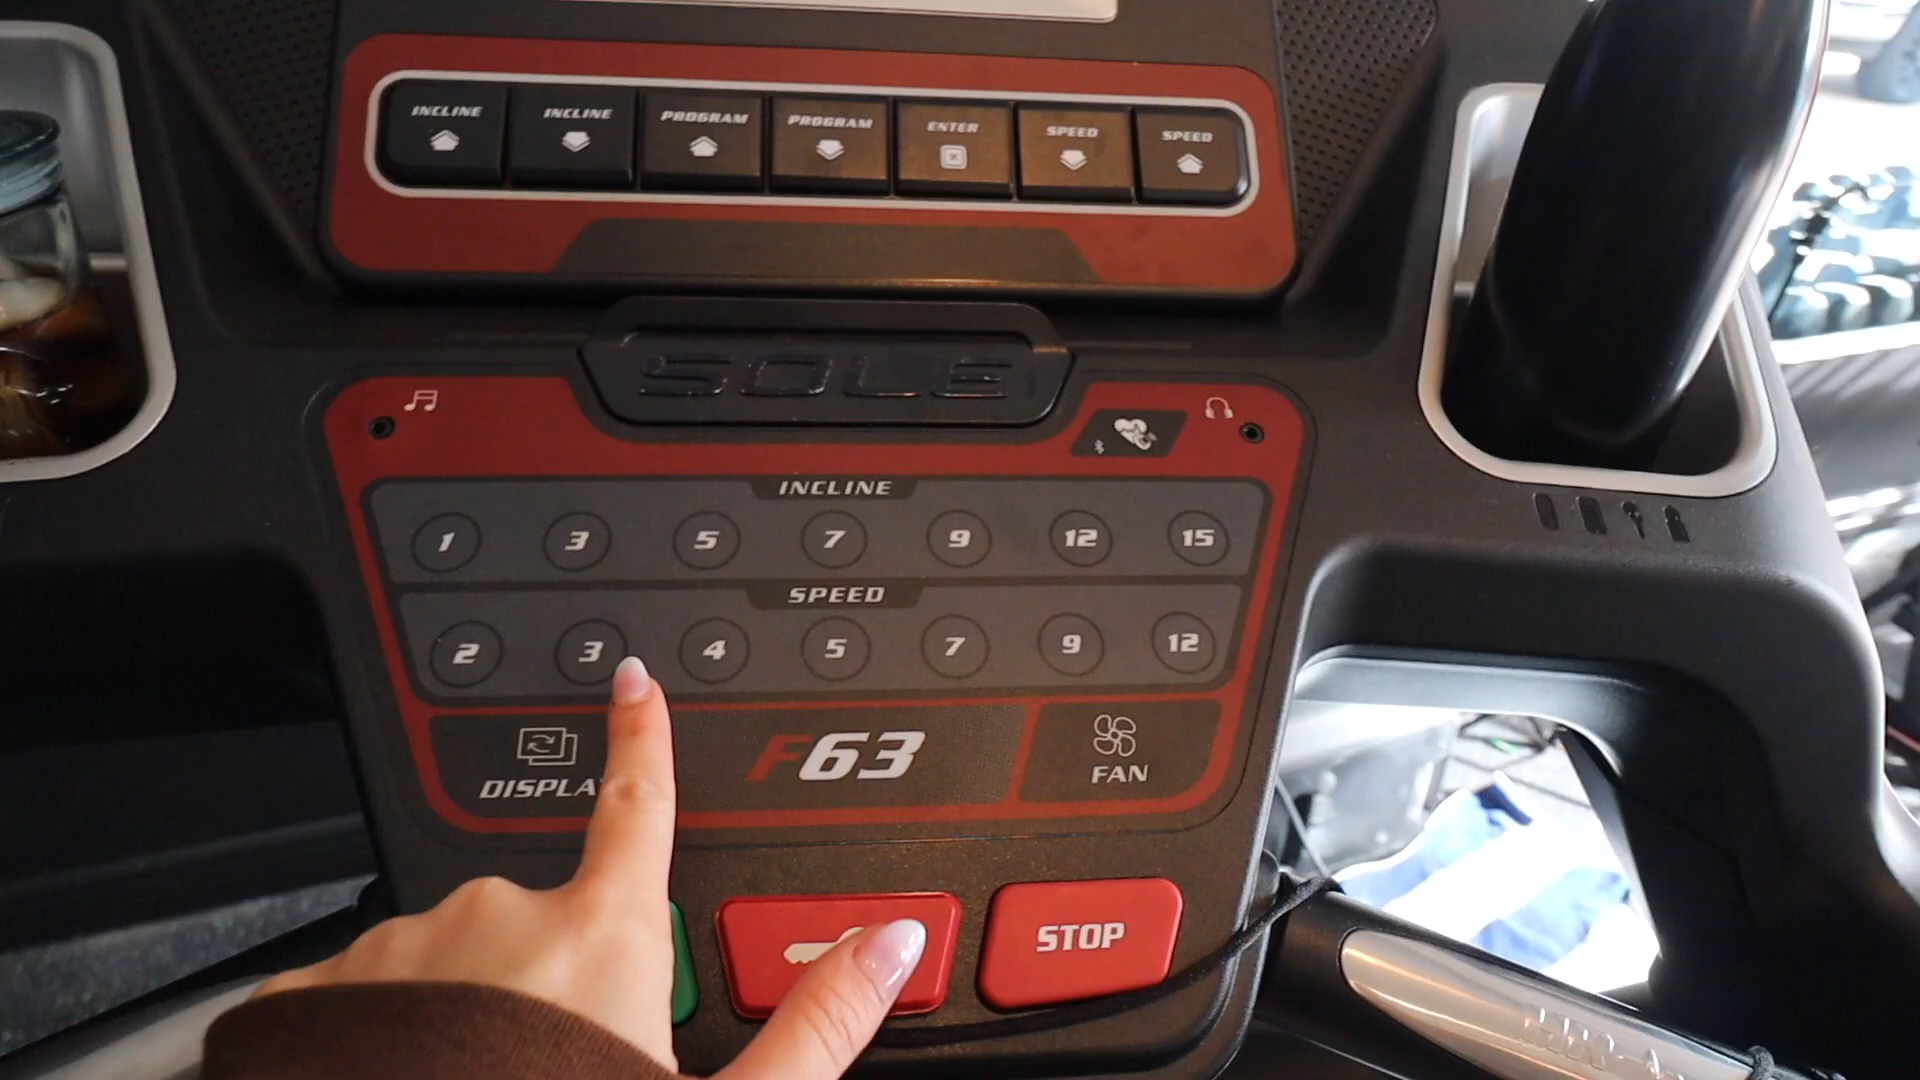 INCLINE INCLINE PROGRAM PROGRAM ENTER SPEED SPEED
SOLE
INCLINE
1 3 5 7 9 12 15
SPEED
2 3 4 5 7 9 12
DISPLA
F63
FAN
STOP